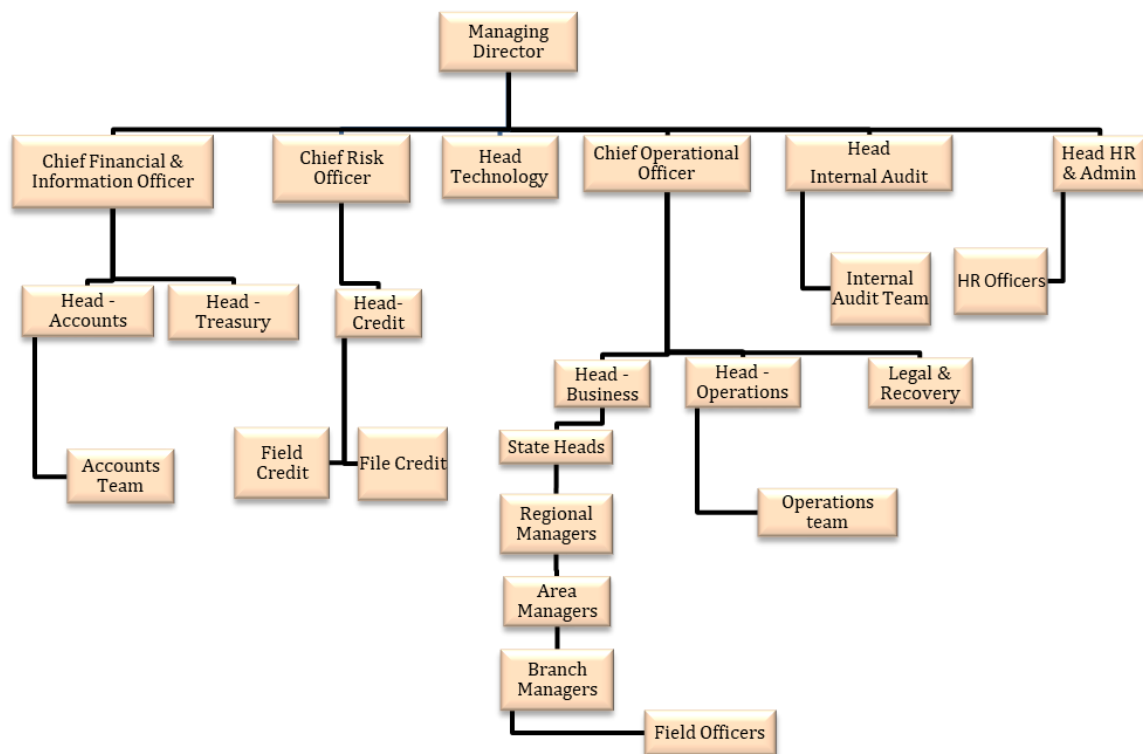 Managing
Director
Chief Financial &
Information Officer
Chief Risk
Officer
Head
Technology
Chief Operational
Officer
Head
Internal Audit
Head HR
& Admin
Head -
Accounts
Head -
Treasury
Head-
Credit
Internal
Audit Team
HR Officers
Head -
Business
Head -
Operations
Legal &
Recovery
Accounts
Team
Field
Credit
File Credit
State Heads
Operations
team
Regional
Managers
Area
Managers
Branch
Managers
Field Officers